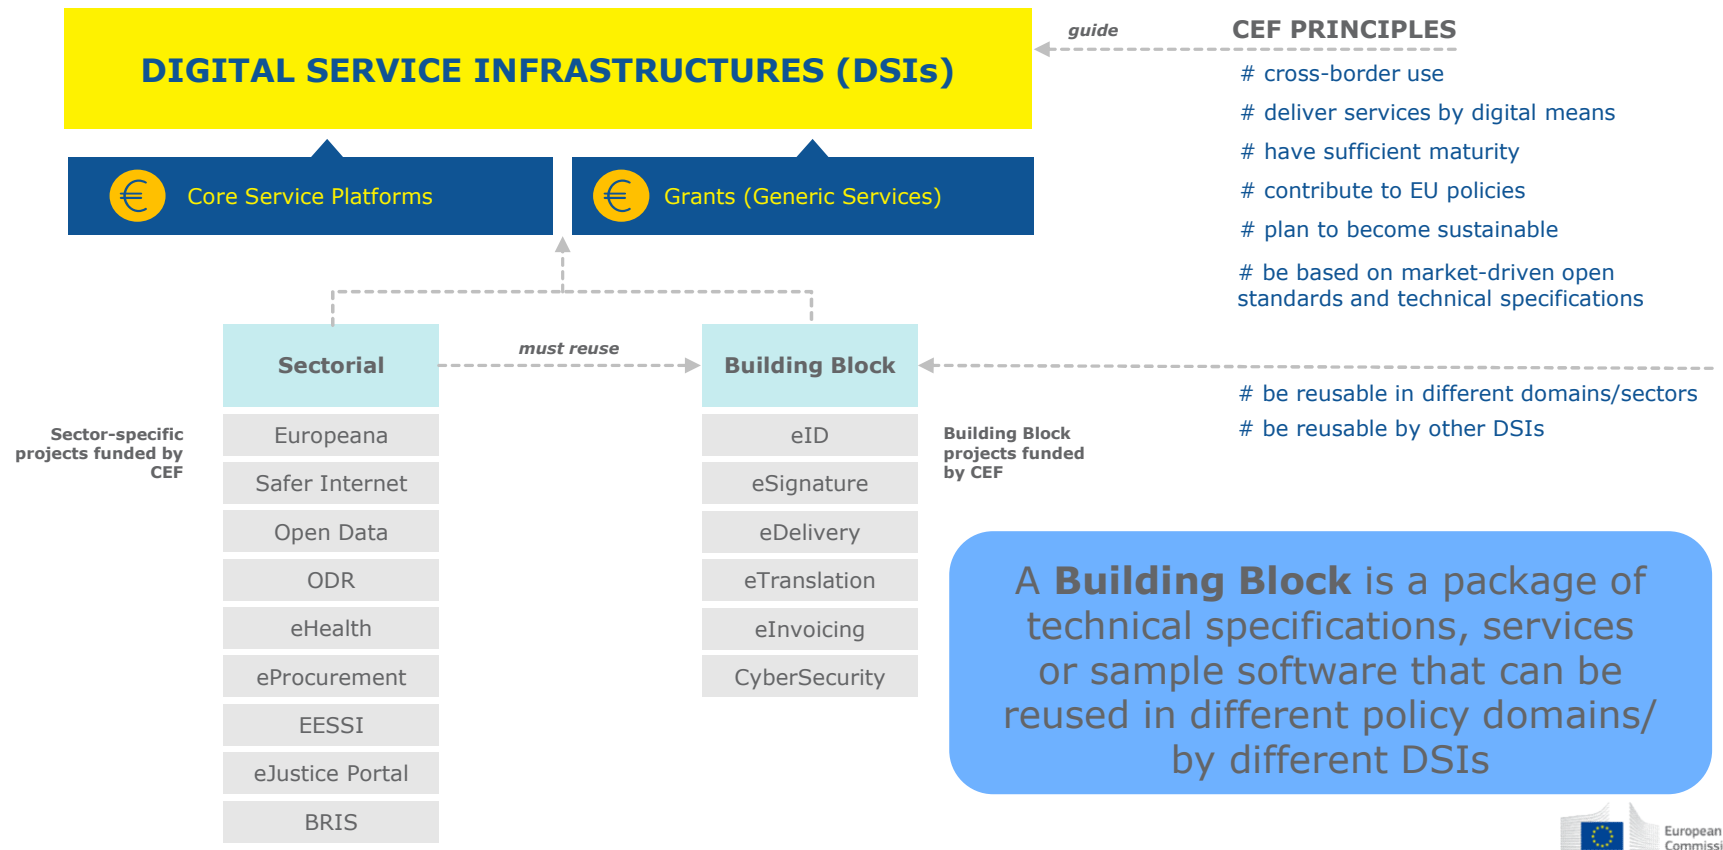 DIGITAL SERVICE INFRASTRUCTURES (DSIs)
guide
CEF PRINCIPLES
# cross-border use
# deliver services by digital means
# have sufficient maturity
# contribute to EU policies
# plan to become sustainable
# be based on market-driven open
standards and technical specifications
€ Core Service Platforms
€ Grants (Generic Services)
Sectorial
must reuse
Building Block
# be reusable in different domains/sectors
# be reusable by other DSIs
Sector-specific
projects funded by
CEF
Europeana
Safer Internet
Open Data
ODR
eHealth
eProcurement
EESSI
eJustice Portal
BRIS
eID
eSignature
eDelivery
eTranslation
eInvoicing
CyberSecurity
Building Block
projects funded
by CEF
A Building Block is a package of
technical specifications, services
or sample software that can be
reused in different policy domains/
by different DSIs
European
Commissi